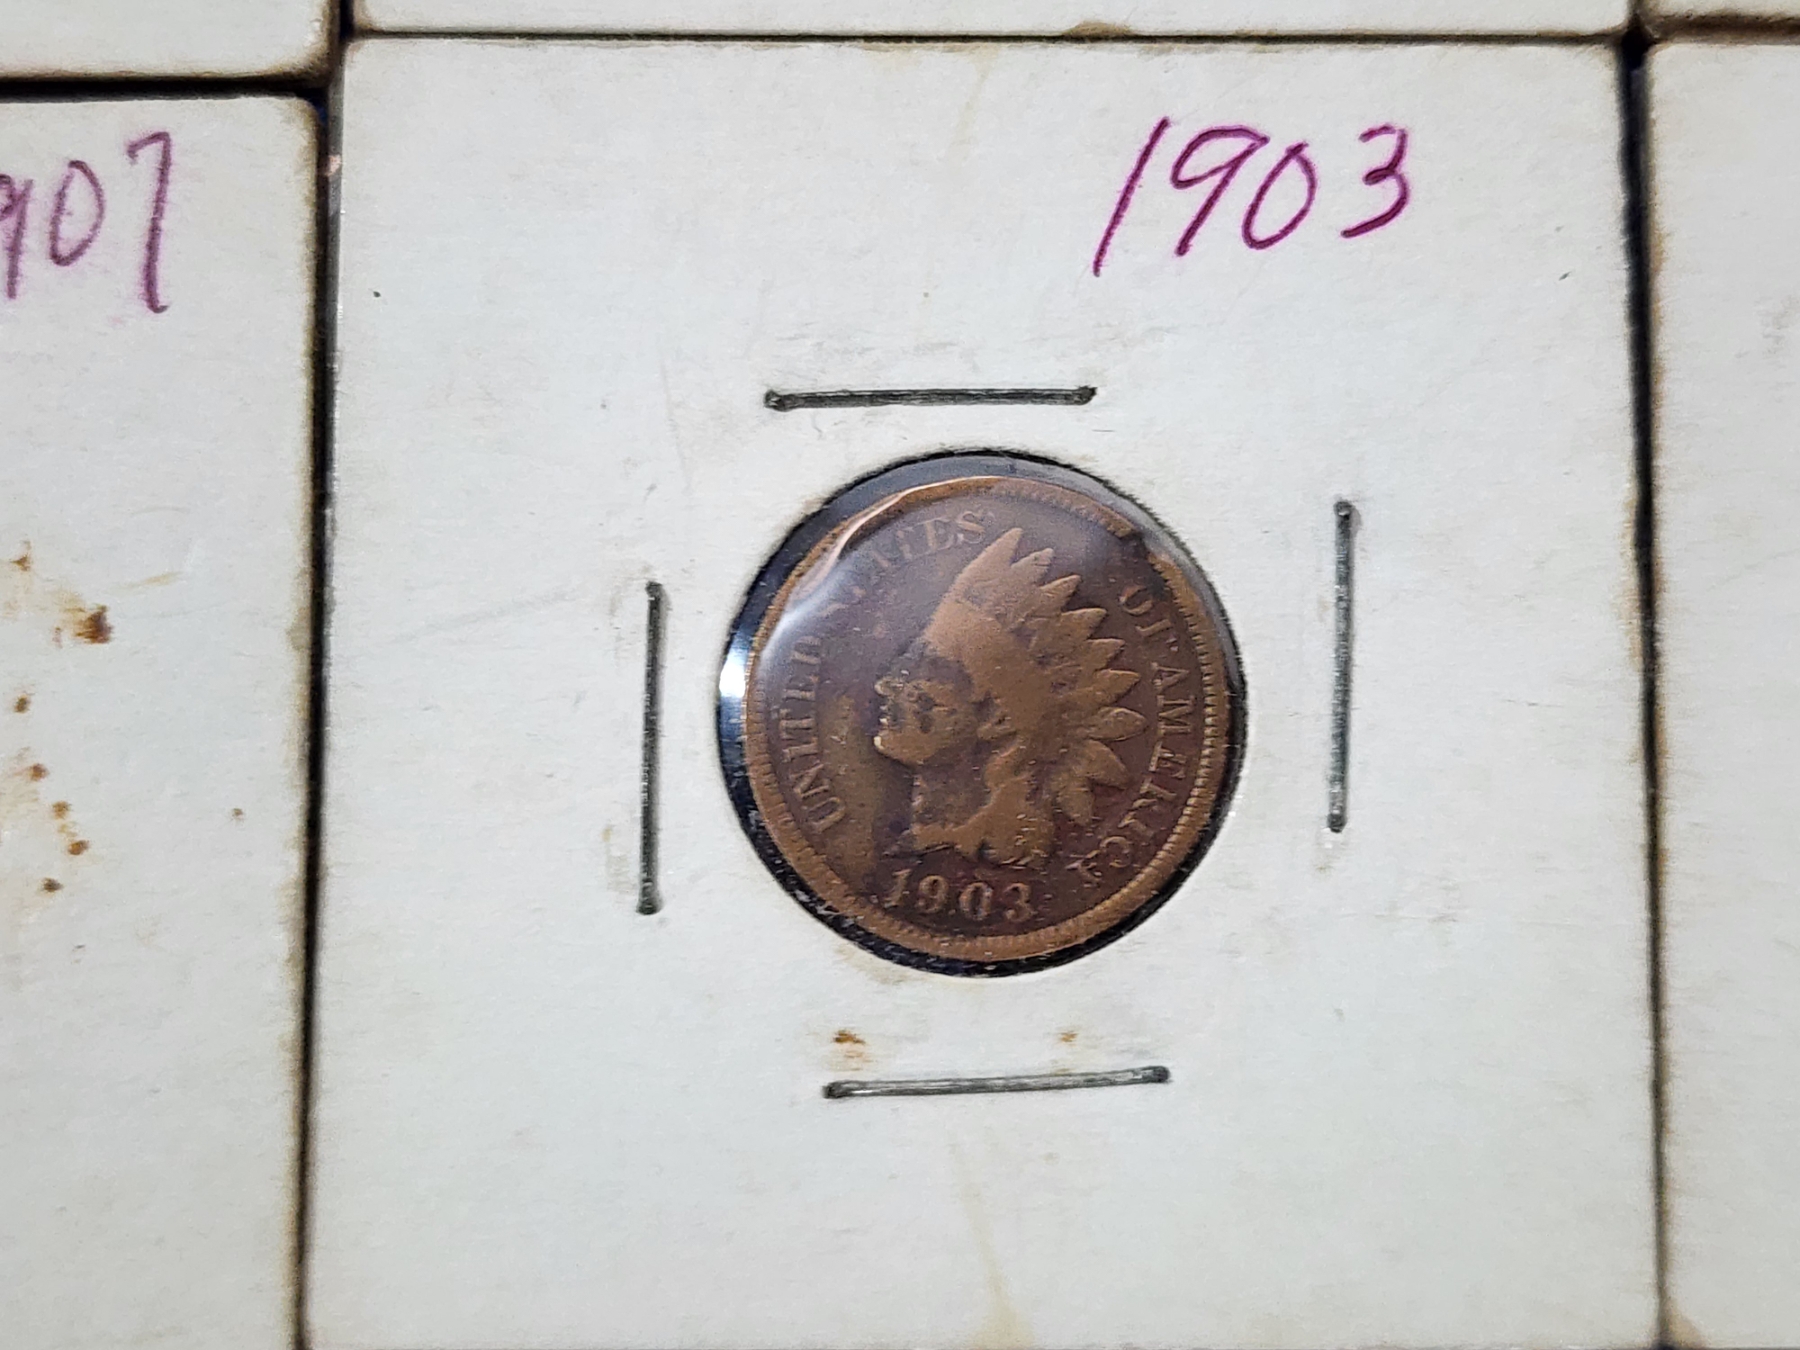 907
1903
UNITED STATES OF AMERICA
1903